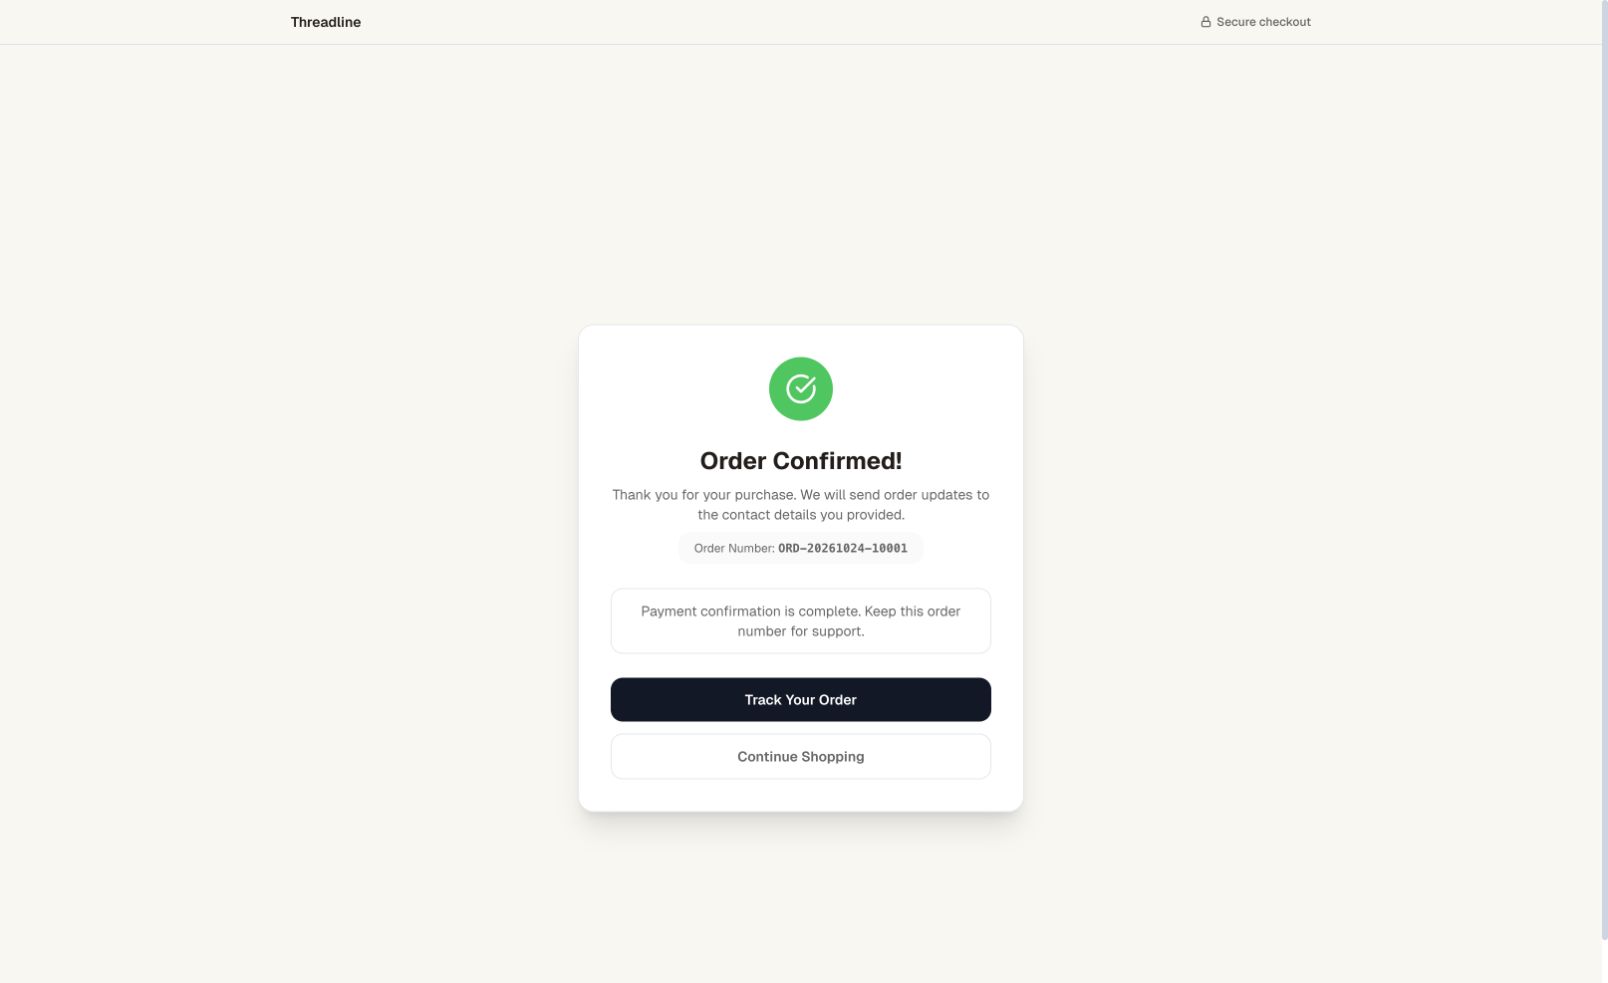 Threadline
Secure checkout
Order Confirmed!
Thank you for your purchase. We will send order updates to
the contact details you provided.
Order Number: ORD-20261024-10001
Payment confirmation is complete. Keep this order
number for support.
Track Your Order
Continue Shopping